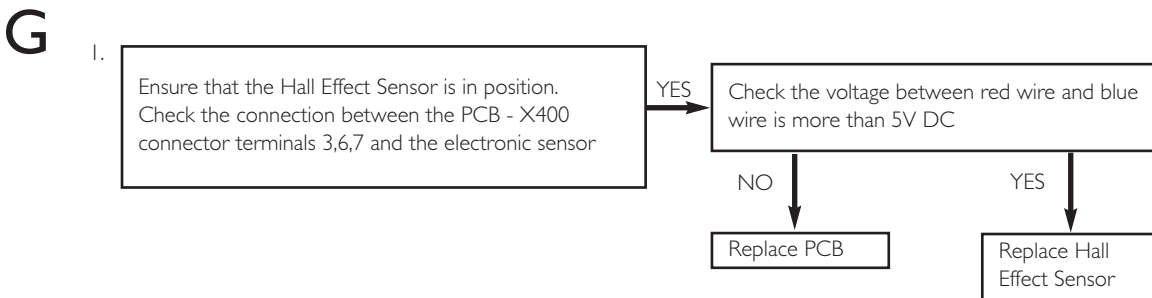 G
1.
Ensure that the Hall Effect Sensor is in position.
Check the connection between the PCB - X400
connector terminals 3,6,7 and the electronic sensor
YES
Check the voltage between red wire and blue
wire is more than 5V DC
NO
YES
Replace PCB
Replace Hall
Effect Sensor